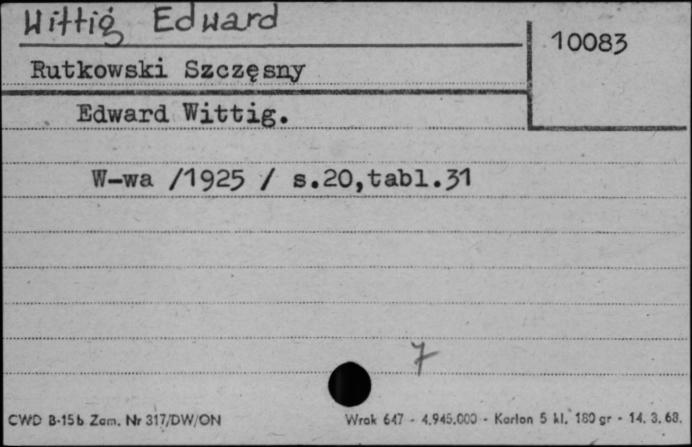 Wittig Edward
10083
Rutkowski Szczęsny
Edward Wittig.
W-wa /1925 / s.20,tabl.31
7
CWD B-15b Zam. Nr 317/DW/ON
Wrak 647 - 4.945.000 - Karton 5 kl. 180 gr - 14. 3. 68.